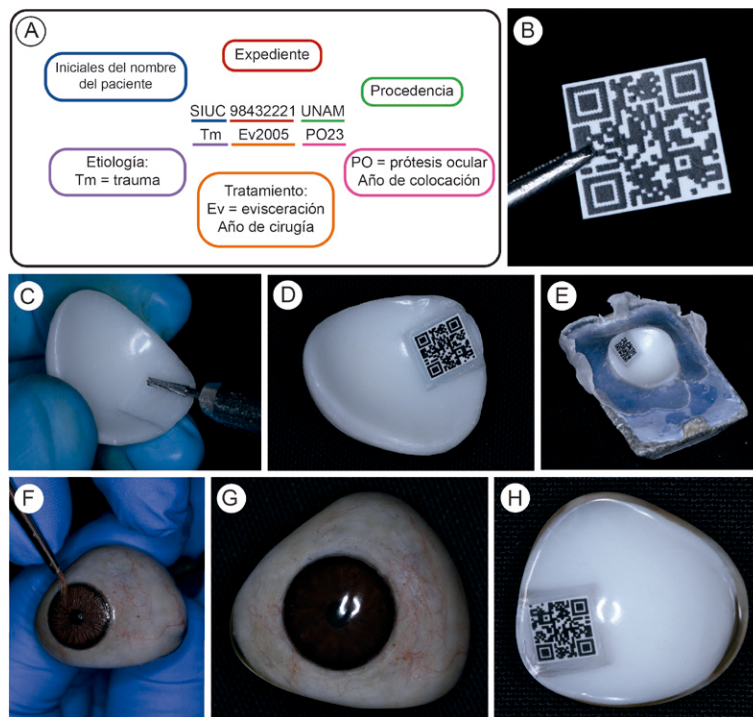 A
Iniciales del nombre
del paciente
Expediente
Procedencia
SIUC 98432221 UNAM
Tm Ev2005 PO23
Etiología:
Tm = trauma
Tratamiento:
Ev = evisceración
Año de cirugía
PO = prótesis ocular
Año de colocación
B
C
D
E
F
G
H